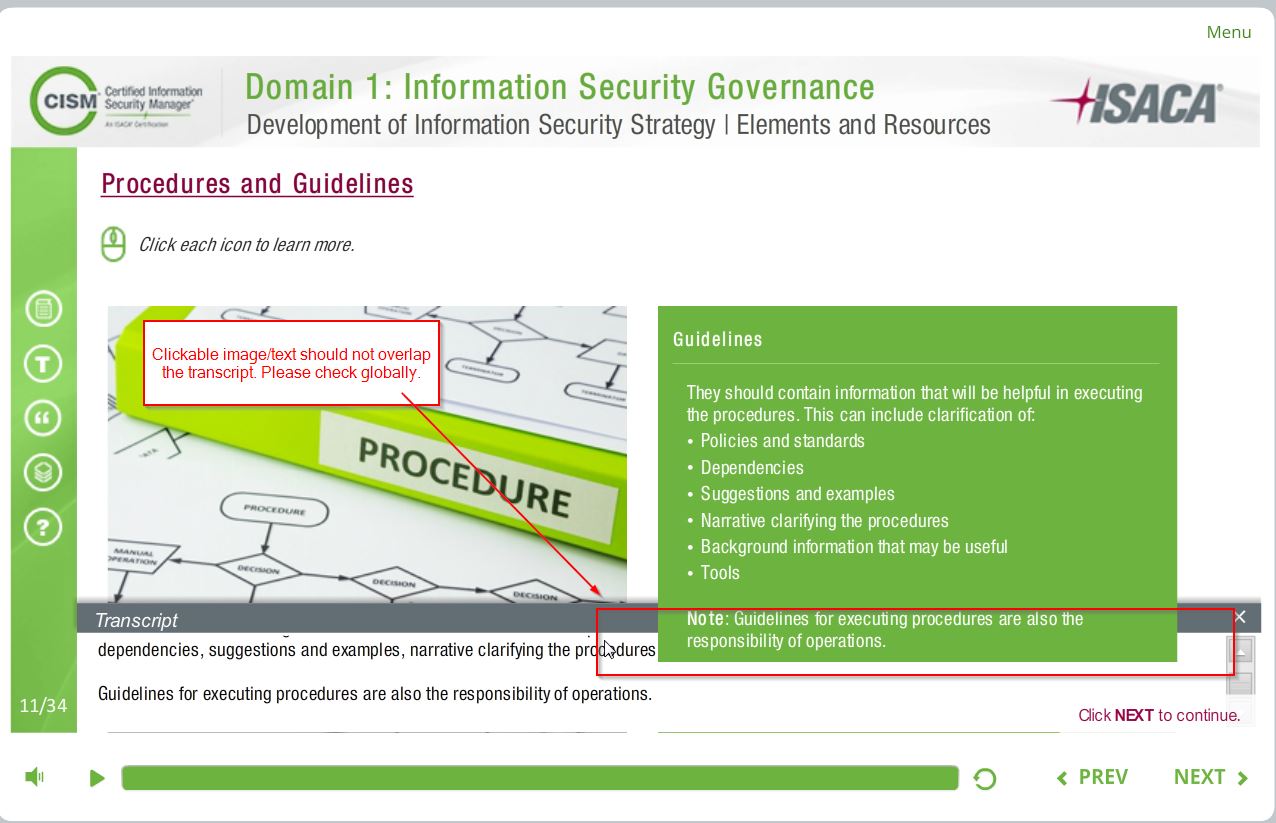 Menu
CISM
Certified Information
Security Manager®
An ISACA® Certification
Domain 1: Information Security Governance
Development of Information Security Strategy | Elements and Resources
ISACA®
Procedures and Guidelines
Click each icon to learn more.
Clickable image/text should not overlap
the transcript. Please check globally.
DECISION
TERMINATOR
PROCEDURE
PROCEDURE
MANUAL
OPERATION
DECISION
DECISION
DECISION
Guidelines
They should contain information that will be helpful in executing
the procedures. This can include clarification of:
• Policies and standards
• Dependencies
• Suggestions and examples
• Narrative clarifying the procedures
• Background information that may be useful
• Tools
Note: Guidelines for executing procedures are also the
responsibility of operations.
Transcript
dependencies, suggestions and examples, narrative clarifying the procedures
Guidelines for executing procedures are also the responsibility of operations.
T
?
11/34
Click NEXT to continue.
PREV
NEXT